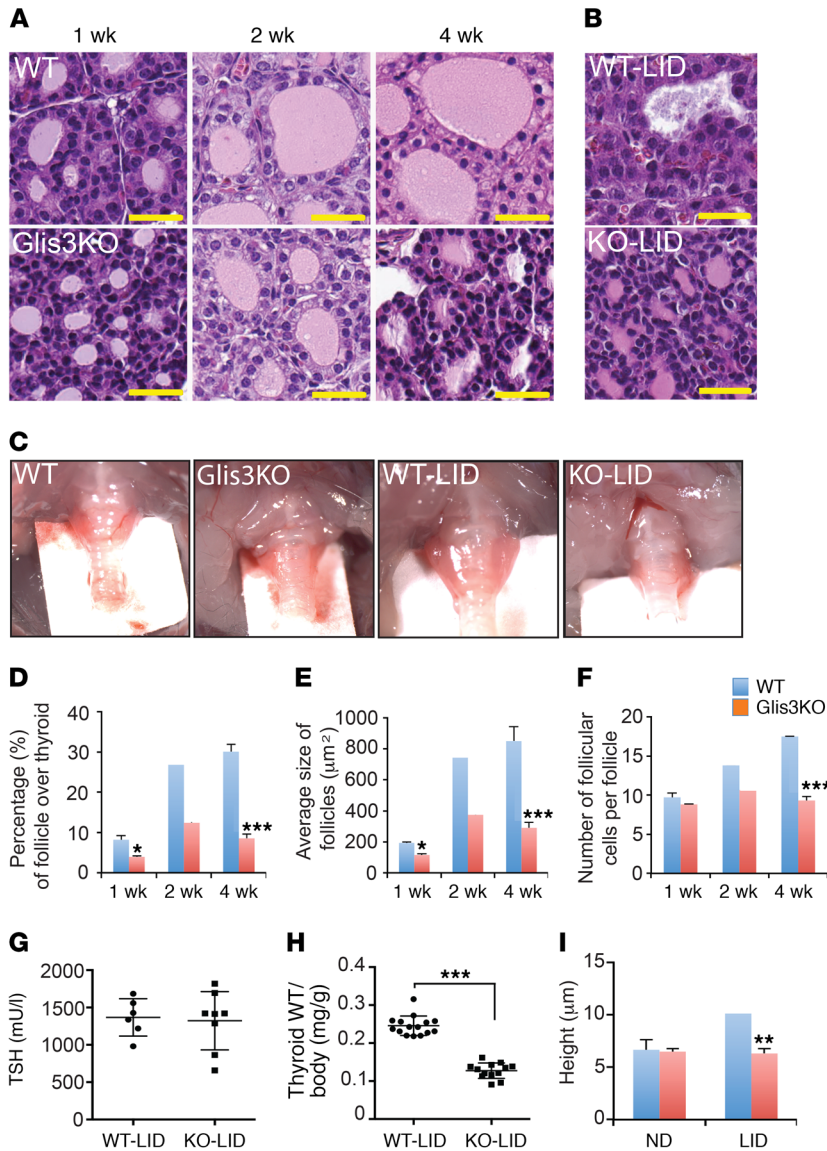 A
B
1 wk 2 wk 4 wk
WT
WT-LID
Glis3KO
KO-LID
C
WT Glis3KO WT-LID KO-LID
D
Percentage (%)
of follicle over thyroid
40
30
20
10
0
*
***
1 wk 2 wk 4 wk
E
Average size of
follicles (μm²)
1000
800
600
400
200
0
*
***
1 wk 2 wk 4 wk
F
WT
Glis3KO
Number of follicular
cells per follicle
20
15
10
5
0
***
1 wk 2 wk 4 wk
G
TSH (mU/l)
2000
1500
1000
500
0
WT-LID KO-LID
H
Thyroid WT/
body (mg/g)
0.4
0.3
0.2
0.1
0
***
WT-LID KO-LID
I
Height (μm)
15
10
5
0
**
ND LID